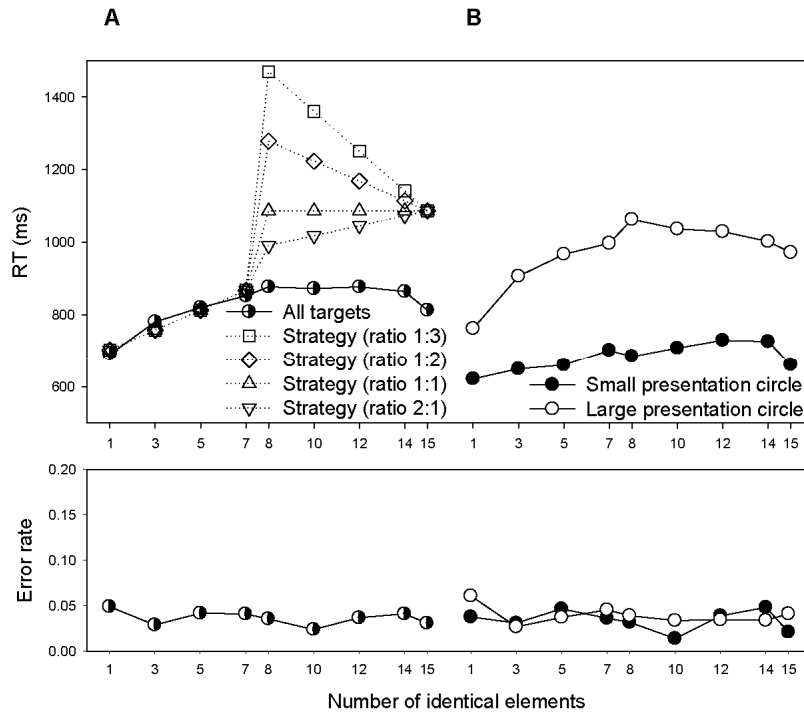 A B
1400
1200
1000
800
600
RT (ms)
All targets
Strategy (ratio 1:3)
Strategy (ratio 1:2)
Strategy (ratio 1:1)
Strategy (ratio 2:1)
Small presentation circle
Large presentation circle
1 3 5 7 8 10 12 14 15 1 3 5 7 8 10 12 14 15
0.20
0.15
0.10
0.05
0.00
Error rate
1 3 5 7 8 10 12 14 15 1 3 5 7 8 10 12 14 15
Number of identical elements